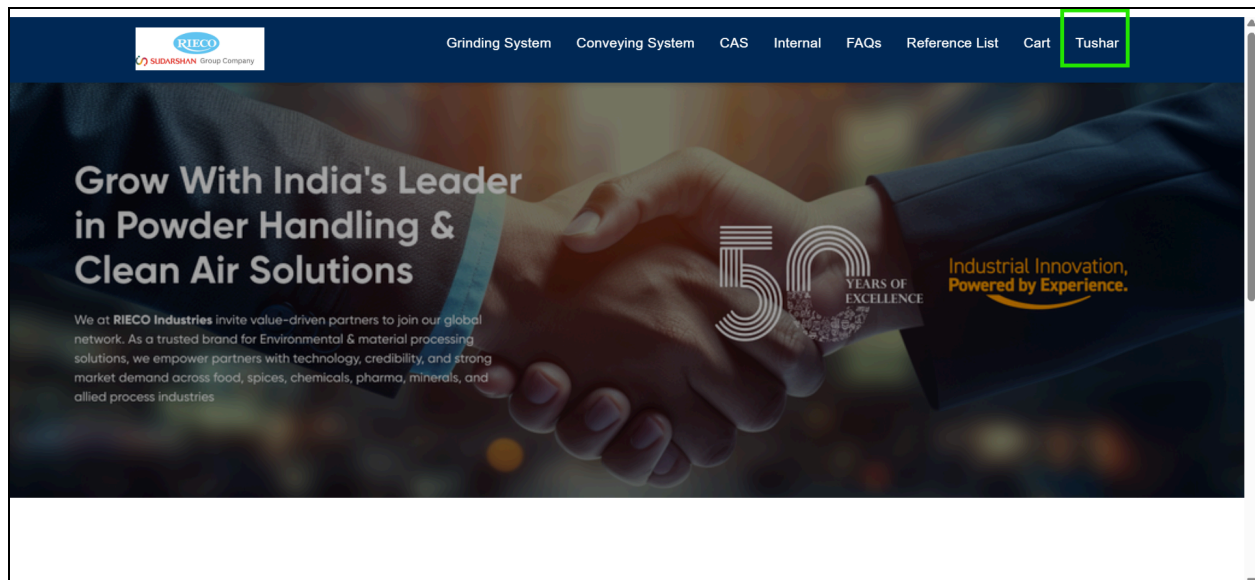 RIECO
SUDARSHAN Group Company
Grinding System Conveying System CAS Internal FAQs Reference List Cart Tushar
Grow With India's Leader
in Powder Handling &
Clean Air Solutions
We at RIECO Industries invite value-driven partners to join our global
network. As a trusted brand for Environmental & material processing
solutions, we empower partners with technology, credibility, and strong
market demand across food, spices, chemicals, pharma, minerals, and
allied process industries
50
YEARS OF
EXCELLENCE
Industrial Innovation,
Powered by Experience.